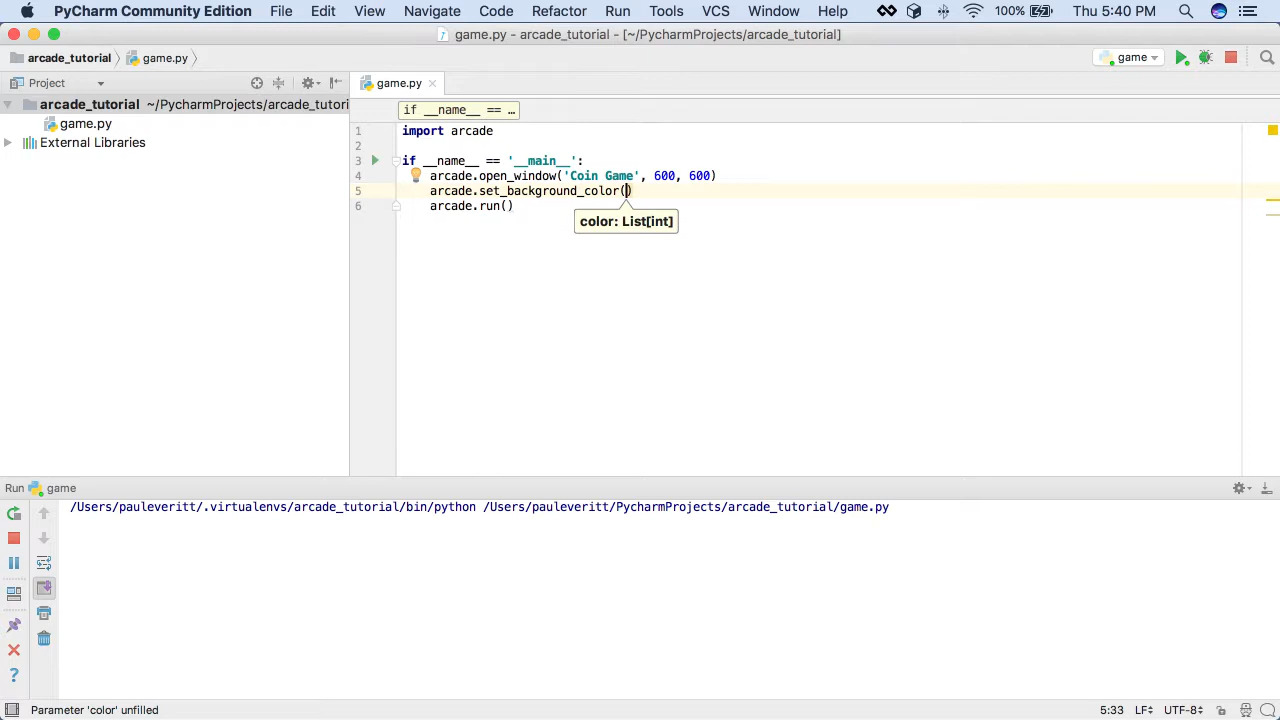 PyCharm Community Edition File Edit View Navigate Code Refactor Run Tools VCS Window Help 100% Thu 5:40 PM
game.py - arcade_tutorial - [~/PycharmProjects/arcade_tutorial]
arcade_tutorial game.py game
Project game.py
arcade_tutorial ~/PycharmProjects/arcade_tutori
game.py
External Libraries
if __name__ == …
1 import arcade
2
3 if __name__ == '__main__':
4 arcade.open_window('Coin Game', 600, 600)
5 arcade.set_background_color()
6 arcade.run()
color: List[int]
Run game
/Users/pauleveritt/.virtualenvs/arcade_tutorial/bin/python /Users/pauleveritt/PycharmProjects/arcade_tutorial/game.py
Parameter 'color' unfilled 5:33 LF÷ UTF-8÷